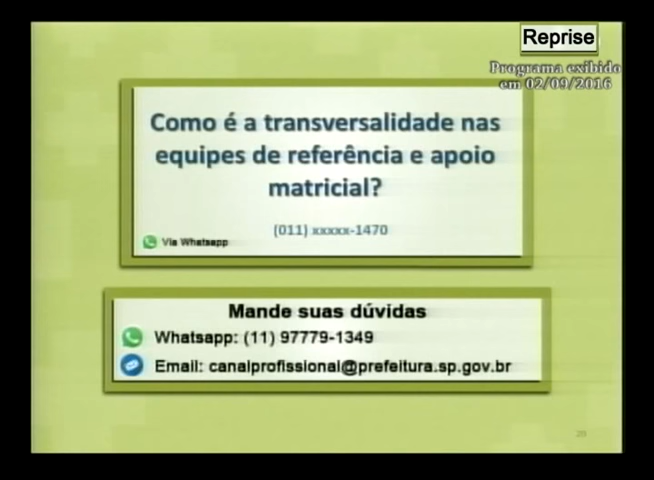 Reprise
Programa exibido
em 02/09/2016
Como é a transversalidade nas
equipes de referência e apoio
matricial?
(011) xxxxx-1470
Via Whatsapp
Mande suas dúvidas
Whatsapp: (11) 97779-1349
Email: canalprofissional@prefeitura.sp.gov.br